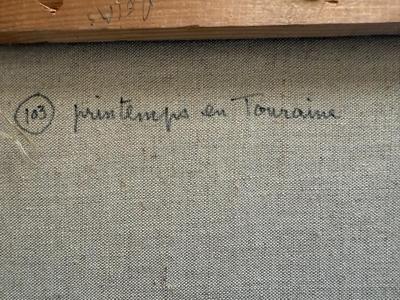 103 printemps en Touraine